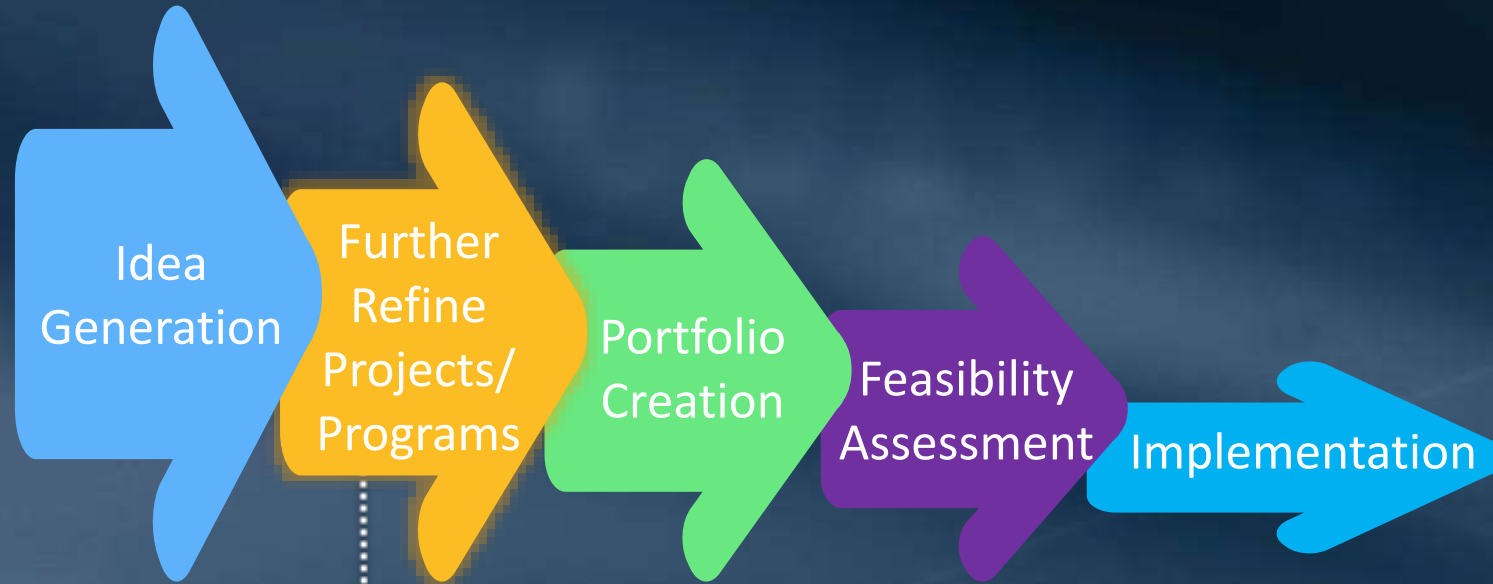 Idea
Generation
Further
Refine
Projects/
Programs
Portfolio
Creation
Feasibility
Assessment
Implementation